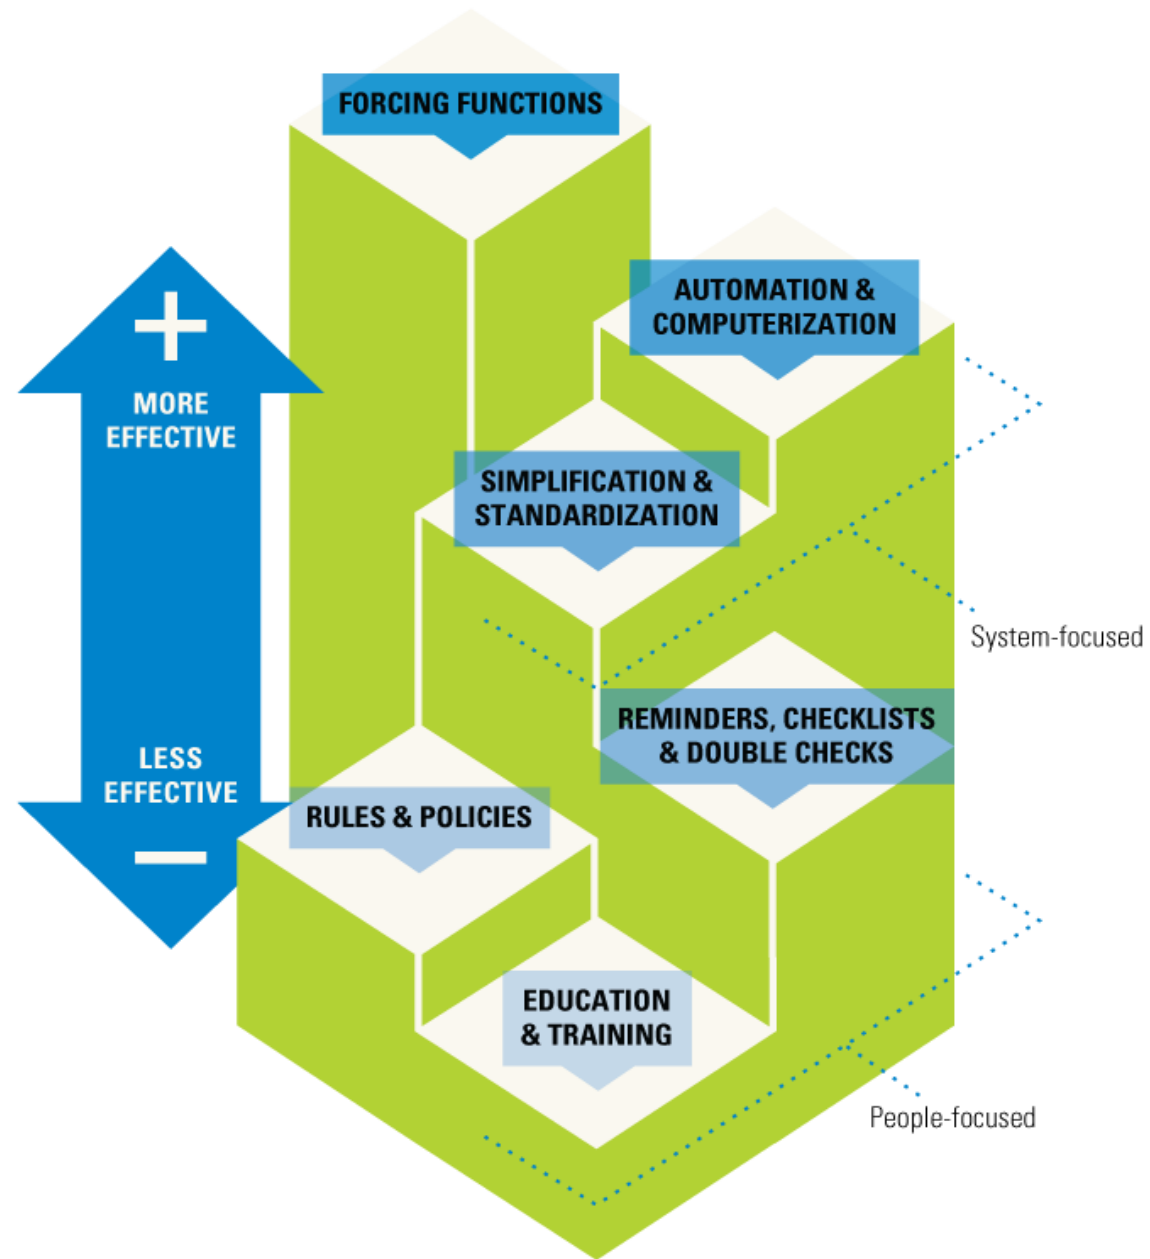 FORCING FUNCTIONS
AUTOMATION &
COMPUTERIZATION
+
MORE
EFFECTIVE
SIMPLIFICATION &
STANDARDIZATION
System-focused
REMINDERS, CHECKLISTS
& DOUBLE CHECKS
LESS
EFFECTIVE
—
RULES & POLICIES
EDUCATION
& TRAINING
People-focused